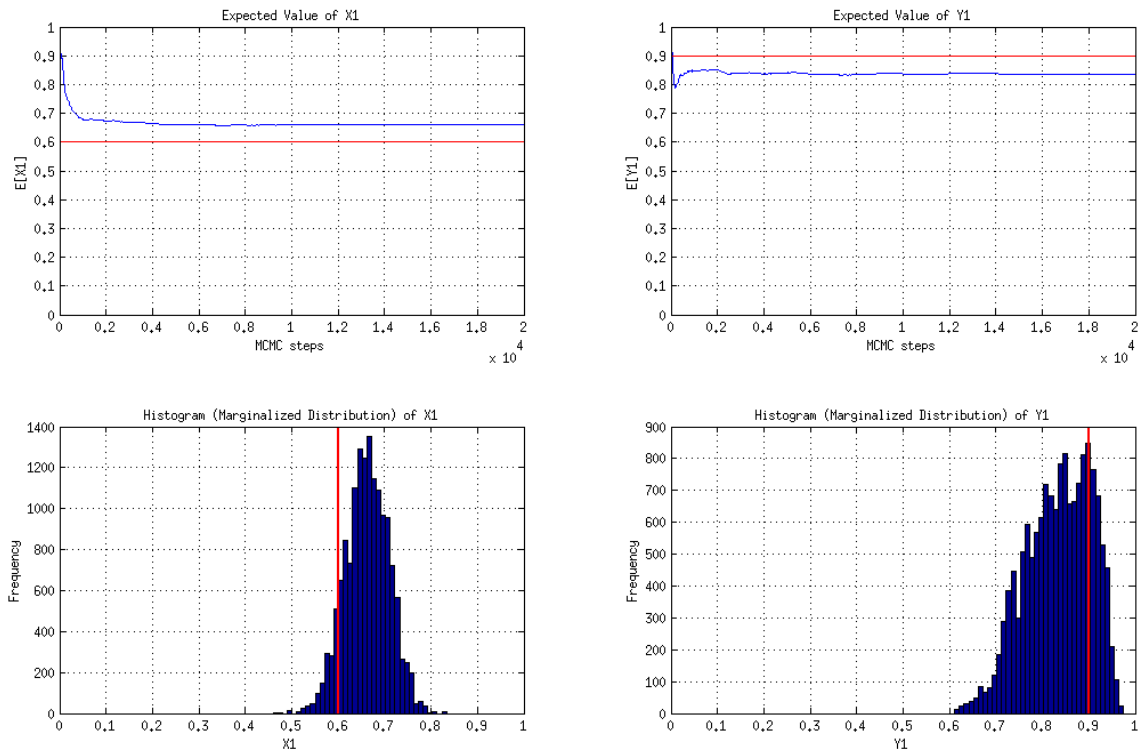 Expected Value of X1
1
0.9
0.8
0.7
0.6
0.5
0.4
0.3
0.2
0.1
0
E[X1]
0 0.2 0.4 0.6 0.8 1 1.2 1.4 1.6 1.8 2
MCMC steps
x 10 4
Expected Value of Y1
1
0.9
0.8
0.7
0.6
0.5
0.4
0.3
0.2
0.1
0
E[Y1]
0 0.2 0.4 0.6 0.8 1 1.2 1.4 1.6 1.8 2
MCMC steps
x 10 4
Histogram (Marginalized Distribution) of X1
1400
1200
1000
800
600
400
200
0
Frequency
0 0.1 0.2 0.3 0.4 0.5 0.6 0.7 0.8 0.9 1
X1
Histogram (Marginalized Distribution) of Y1
900
800
700
600
500
400
300
200
100
0
Frequency
0 0.1 0.2 0.3 0.4 0.5 0.6 0.7 0.8 0.9 1
Y1